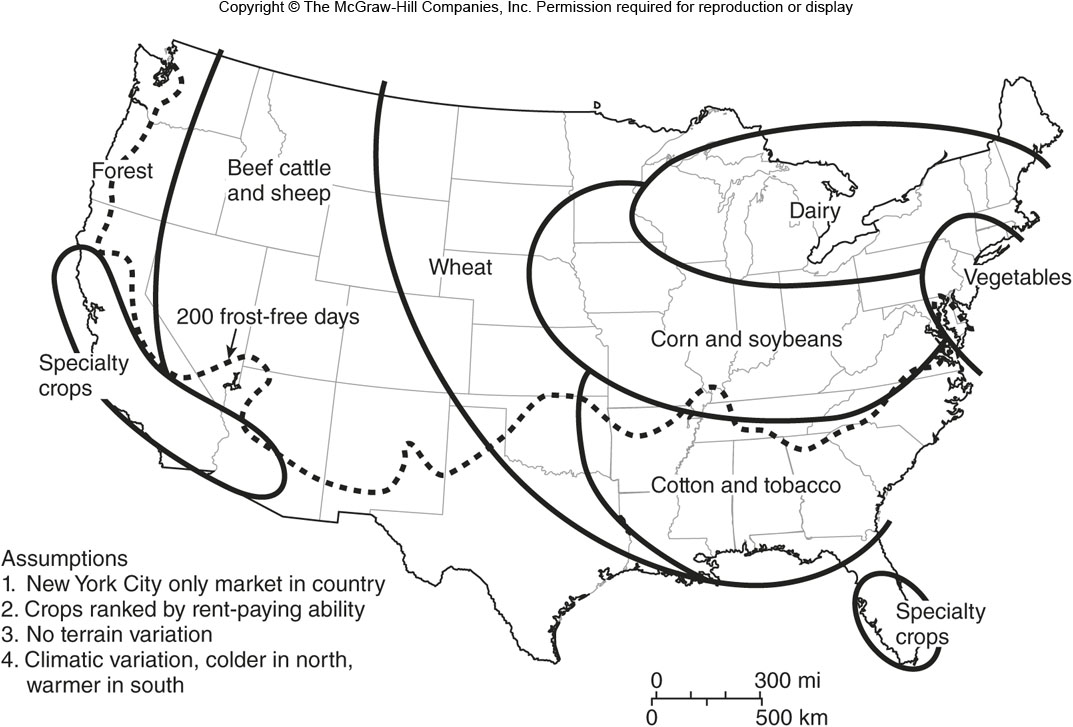 Copyright © The McGraw-Hill Companies, Inc. Permission required for reproduction or display
Forest
Beef cattle
and sheep
Dairy
Wheat
Vegetables
200 frost-free days
Corn and soybeans
Specialty
crops
Cotton and tobacco
Specialty
crops
Assumptions
1. New York City only market in country
2. Crops ranked by rent-paying ability
3. No terrain variation
4. Climatic variation, colder in north,
warmer in south
0 300 mi
0 500 km